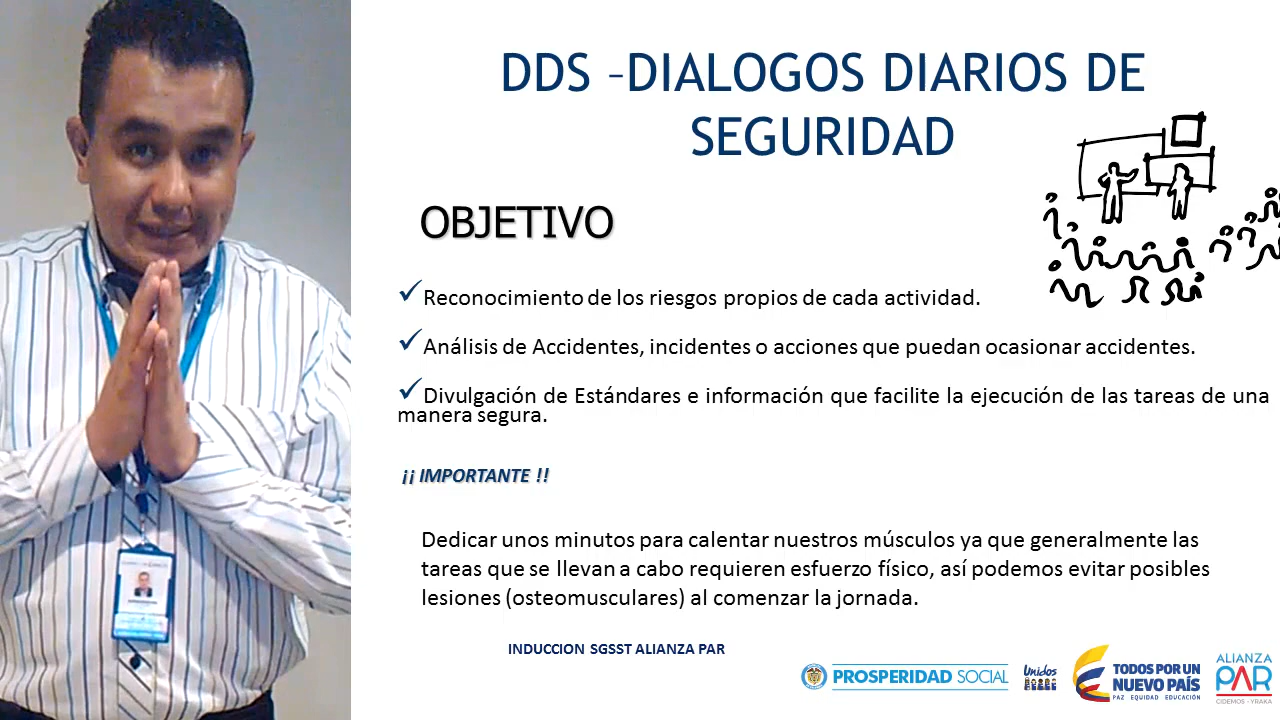 DDS –DIALOGOS DIARIOS DE
SEGURIDAD
OBJETIVO
Reconocimiento de los riesgos propios de cada actividad.
Análisis de Accidentes, incidentes o acciones que puedan ocasionar accidentes.
Divulgación de Estándares e información que facilite la ejecución de las tareas de una
manera segura.
¡¡ IMPORTANTE !!
Dedicar unos minutos para calentar nuestros músculos ya que generalmente las
tareas que se llevan a cabo requieren esfuerzo físico, así podemos evitar posibles
lesiones (osteomusculares) al comenzar la jornada.
INDUCCION SGSST ALIANZA PAR
PROSPERIDAD SOCIAL
Unidos
TODOS POR UN
NUEVO PAÍS
PAZ EQUIDAD EDUCACIÓN
ALIANZA
PAR
CIDEMOS - YRAKA